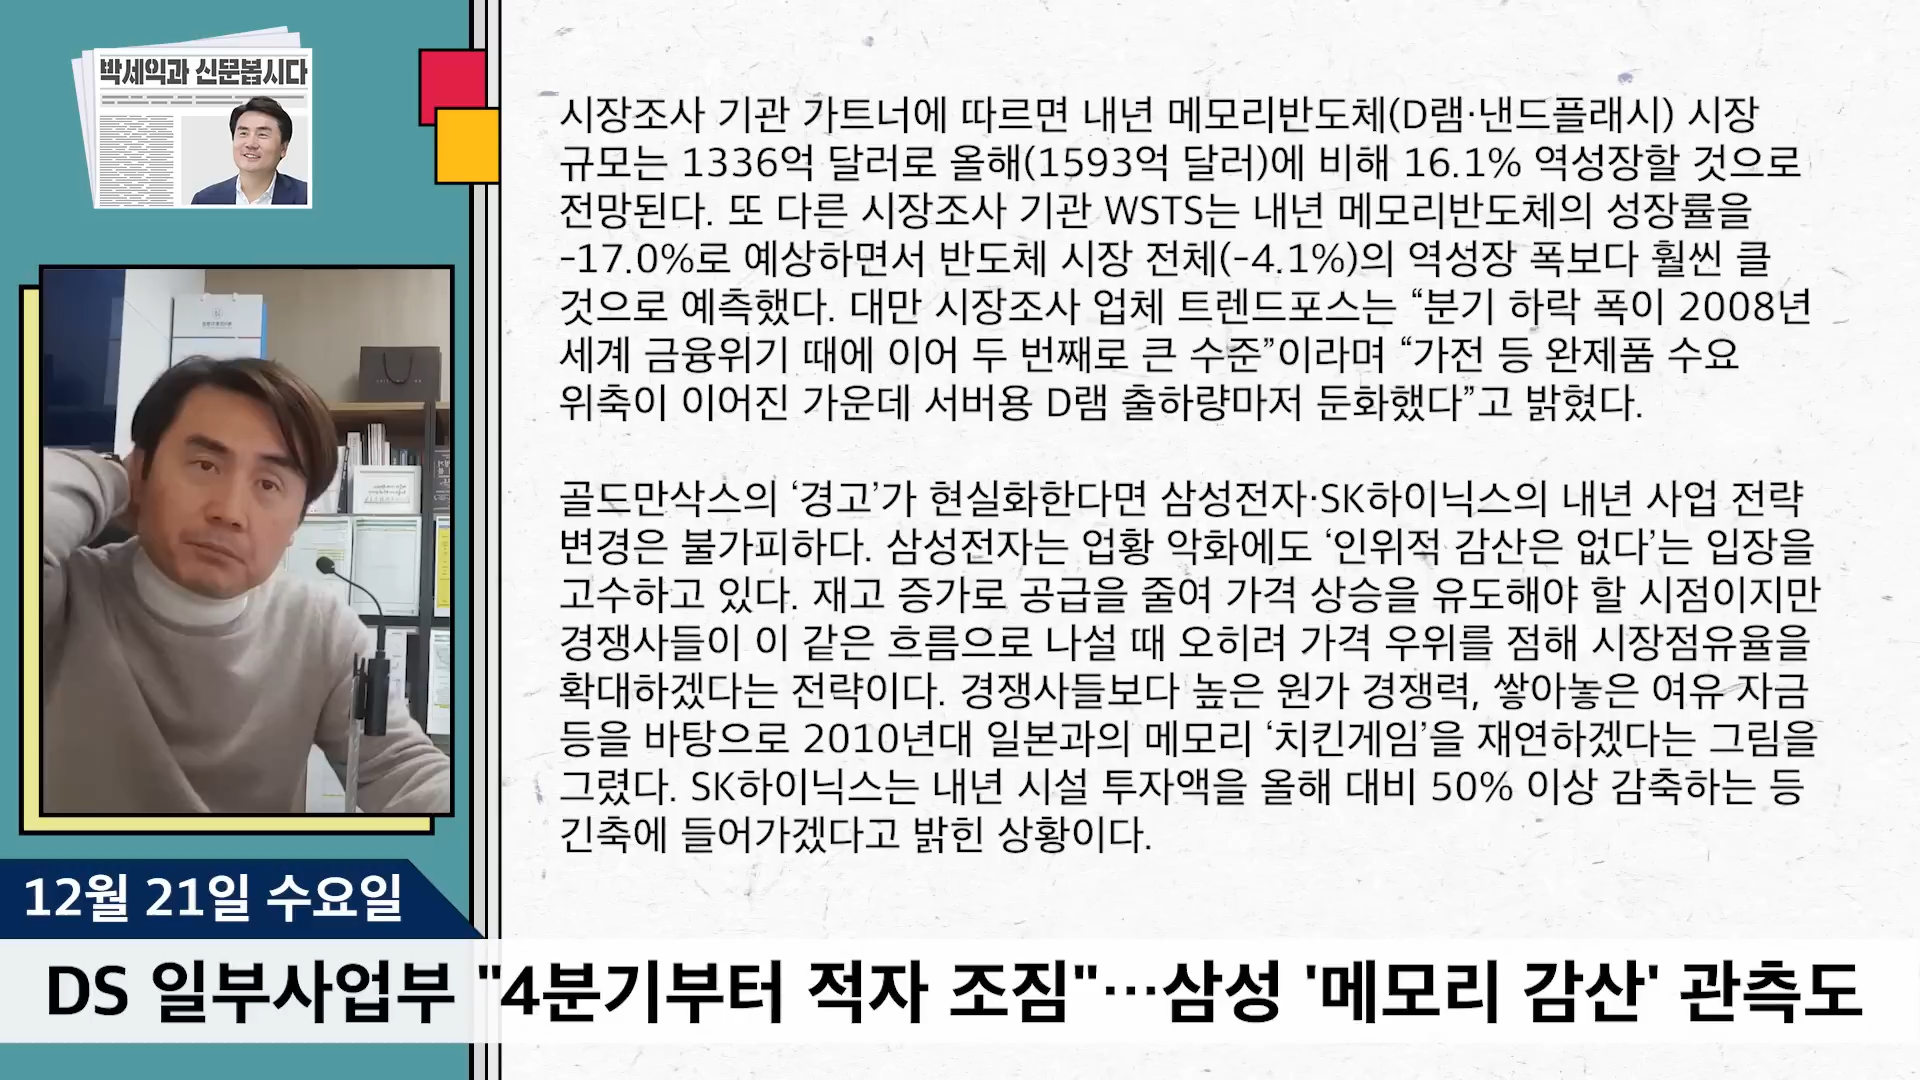 박세익과 신문봅시다
시장조사 기관 가트너에 따르면 내년 메모리반도체(D램·낸드플래시) 시장
규모는 1336억 달러로 올해(1593억 달러)에 비해 16.1% 역성장할 것으로
전망된다. 또 다른 시장조사 기관 WSTS는 내년 메모리반도체의 성장률을
-17.0%로 예상하면서 반도체 시장 전체(-4.1%)의 역성장 폭보다 훨씬 클
것으로 예측했다. 대만 시장조사 업체 트렌드포스는 “분기 하락 폭이 2008년
세계 금융위기 때에 이어 두 번째로 큰 수준”이라며 “가전 등 완제품 수요
위축이 이어진 가운데 서버용 D램 출하량마저 둔화했다”고 밝혔다.
골드만삭스의 ‘경고’가 현실화한다면 삼성전자·SK하이닉스의 내년 사업 전략
변경은 불가피하다. 삼성전자는 업황 악화에도 ‘인위적 감산은 없다’는 입장을
고수하고 있다. 재고 증가로 공급을 줄여 가격 상승을 유도해야 할 시점이지만
경쟁사들이 이 같은 흐름으로 나설 때 오히려 가격 우위를 점해 시장점유율을
확대하겠다는 전략이다. 경쟁사들보다 높은 원가 경쟁력, 쌓아놓은 여유 자금
등을 바탕으로 2010년대 일본과의 메모리 ‘치킨게임’을 재연하겠다는 그림을
그렸다. SK하이닉스는 내년 시설 투자액을 올해 대비 50% 이상 감축하는 등
긴축에 들어가겠다고 밝힌 상황이다.
12월 21일 수요일
DS 일부사업부 "4분기부터 적자 조짐"…삼성 '메모리 감산' 관측도